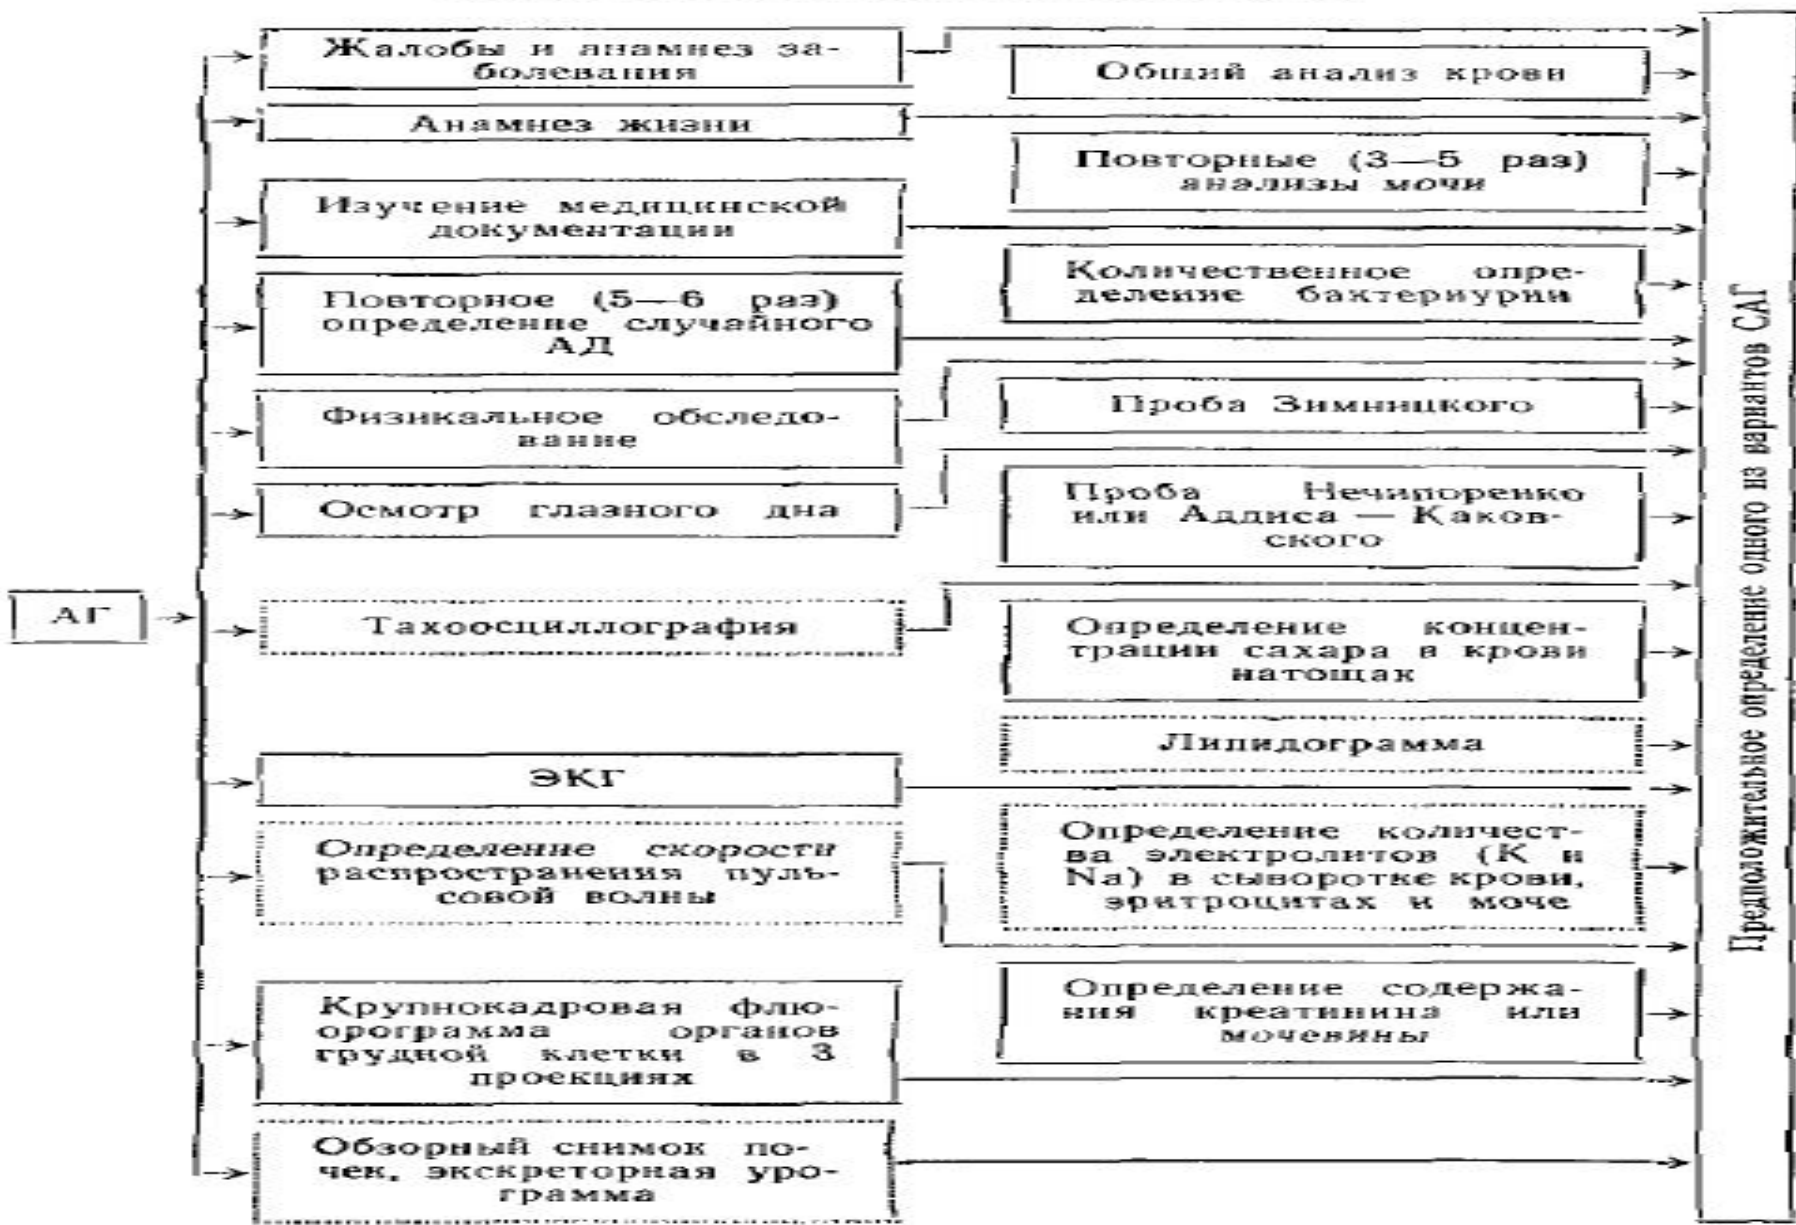 АГ
Жалобы и анамнез за-
болевания
Анамнез жизни
Изучение медицинской
документации
Повторное (5—6 раз)
определение случайного
АД
Физикальное обследо-
вание
Осмотр глазного дна
Тахоосциллография
ЭКГ
Определение скорости
распространения пуль-
совой волны
Крупнокадровая флю-
орограмма органов
грудной клетки в 3
проекциях
Обзорный снимок по-
чек, экскреторная уро-
грамма
Общий анализ крови
Повторные (3—5 раз)
анализы мочи
Количественное опре-
деление бактериурии
Проба Зимницкого
Проба Нечипоренко
или Аддиса — Каков-
ского
Определение концен-
трации сахара в крови
натощак
Липидограмма
Определение количест-
ва электролитов (К и
Na) в сыворотке крови,
эритроцитах и моче
Определение содержа-
ния креатинина или
мочевины
Предположительное определение одного из вариантов САГ